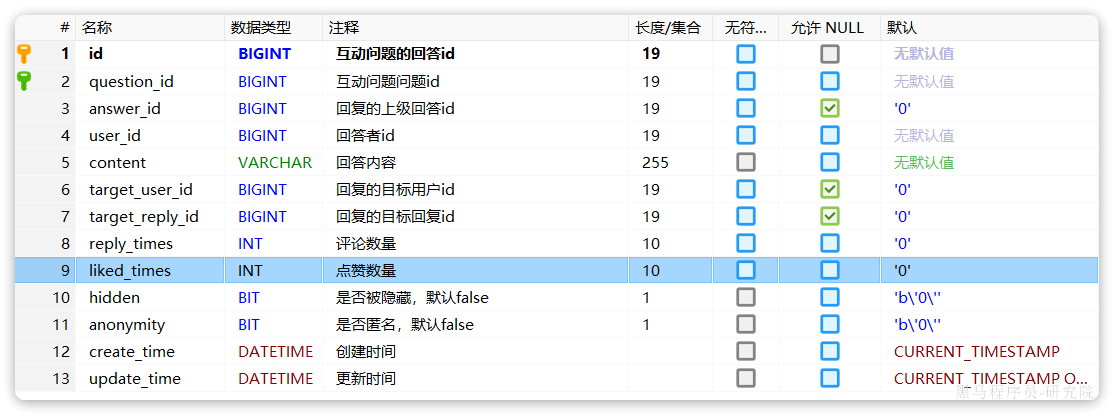 # 名称 数据类型 注释 长度/集合 无符... 允许 NULL 默认
1 id BIGINT 互动问题的回答id 19 无默认值
2 question_id BIGINT 互动问题问题id 19 无默认值
3 answer_id BIGINT 回复的上级回答id 19 '0'
4 user_id BIGINT 回答者id 19 无默认值
5 content VARCHAR 回答内容 255 无默认值
6 target_user_id BIGINT 回复的目标用户id 19 '0'
7 target_reply_id BIGINT 回复的目标回复id 19 '0'
8 reply_times INT 评论数量 10 '0'
9 liked_times INT 点赞数量 10 '0'
10 hidden BIT 是否被隐藏，默认false 1 'b\'0\''
11 anonymity BIT 是否匿名，默认false 1 'b\'0\''
12 create_time DATETIME 创建时间 CURRENT_TIMESTAMP
13 update_time DATETIME 更新时间 CURRENT_TIMESTAMP O...
黑马程序员-研究院